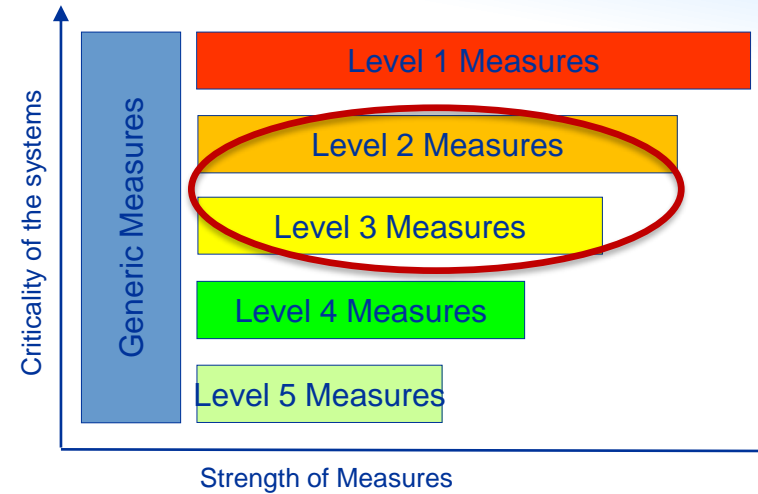 Criticality of the systems
Generic Measures
Level 1 Measures
Level 2 Measures
Level 3 Measures
Level 4 Measures
Level 5 Measures
Strength of Measures